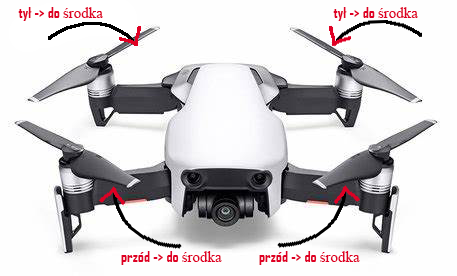 tył -> do środka
tył -> do środka
przód -> do środka
przód -> do środka